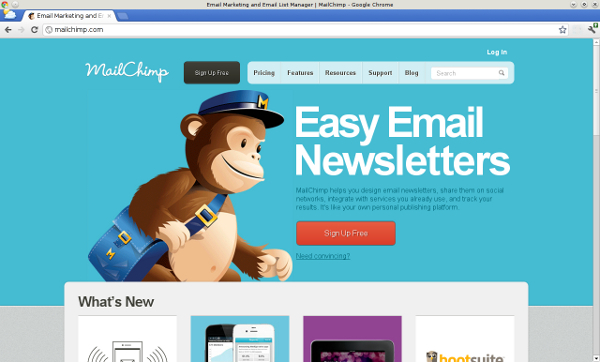 Email Marketing and Email List Manager | MailChimp - Google Chrome
Email Marketing and Em
mailchimp.com
Log In
MailChimp
Sign Up Free
Pricing
Features
Resources
Support
Blog
Search
M
Easy Email
Newsletters
MailChimp helps you design email newsletters, share them on social
networks, integrate with services you already use, and track your
results. It's like your own personal publishing platform.
Sign Up Free
Need convincing?
M
What's New
hootsuite